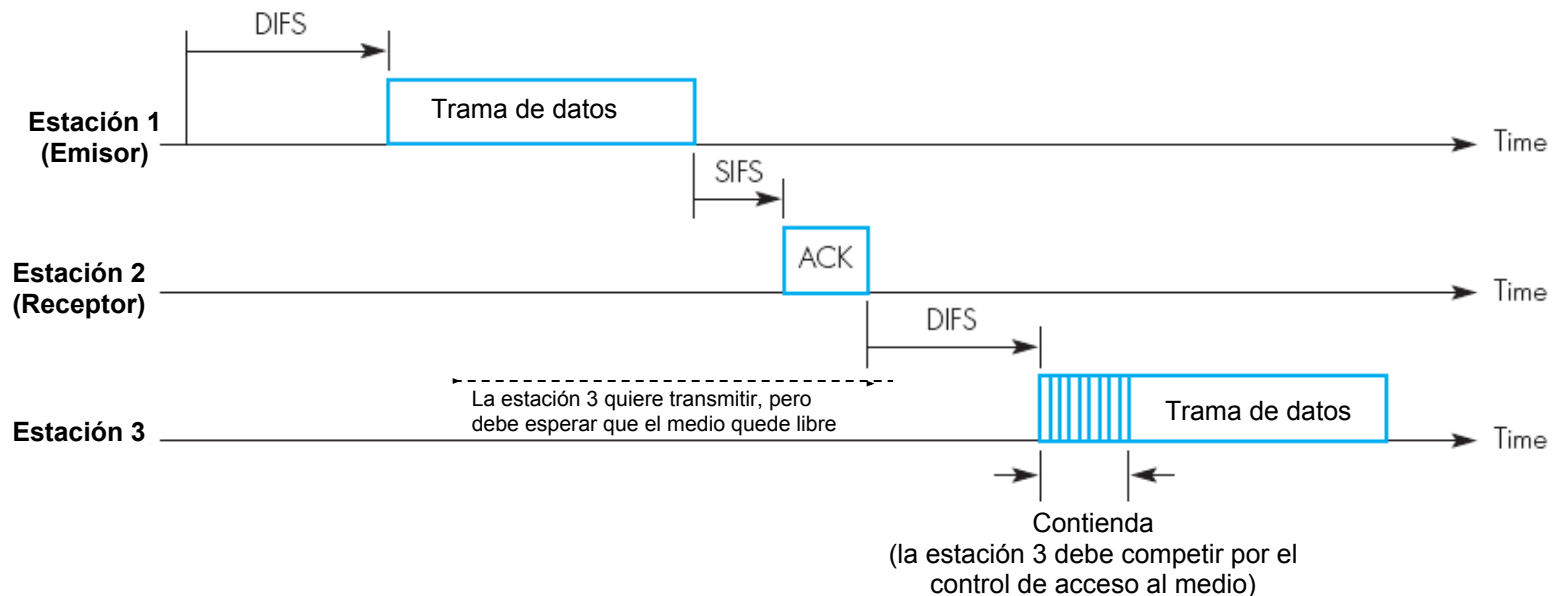 DIFS
Trama de datos
Estación 1
(Emisor)
Time
SIFS
ACK
Estación 2
(Receptor)
Time
DIFS
La estación 3 quiere transmitir, pero
debe esperar que el medio quede libre
Trama de datos
Estación 3
Time
Contienda
(la estación 3 debe competir por el
control de acceso al medio)